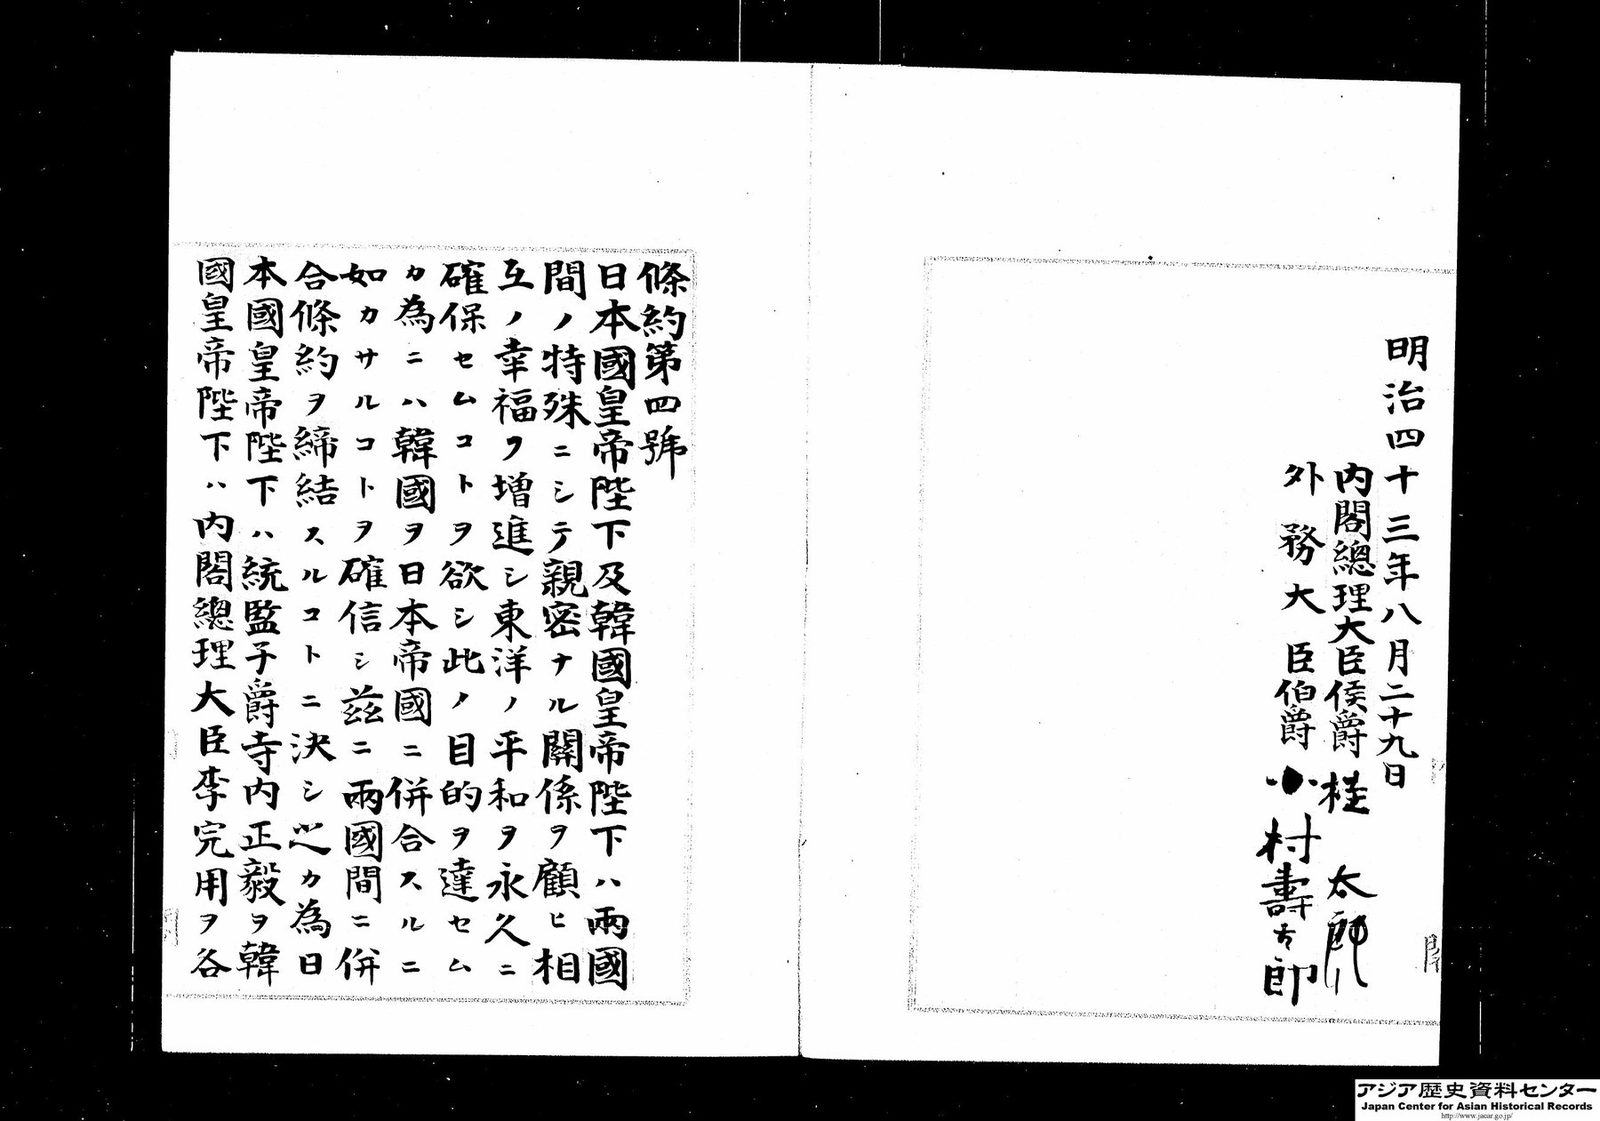 明治四十三年八月二十九日
內閣總理大臣侯爵桂太郎
外務大臣伯爵小村壽太郎
條約第四號
日本國皇帝陛下及韓國皇帝陛下ハ兩國
間ノ特殊ニシテ親密ナル關係ヲ顧ヒ相
互ノ幸福ヲ增進シ東洋ノ平和ヲ永久ニ
確保セムコトヲ欲シ此ノ目的ヲ達セム
カ為ニハ韓國ヲ日本帝國ニ併合スルニ
如カサルコトヲ確信シ茲ニ兩國間ニ併
合條約ヲ締結スルコトニ決シ之カ為日
本國皇帝陛下ハ統監子爵寺內正毅ヲ韓
國皇帝陛下ハ內閣總理大臣李完用ヲ各
アジア歴史資料センター
Japan Center for Asian Historical Records
http://www.jacar.go.jp/